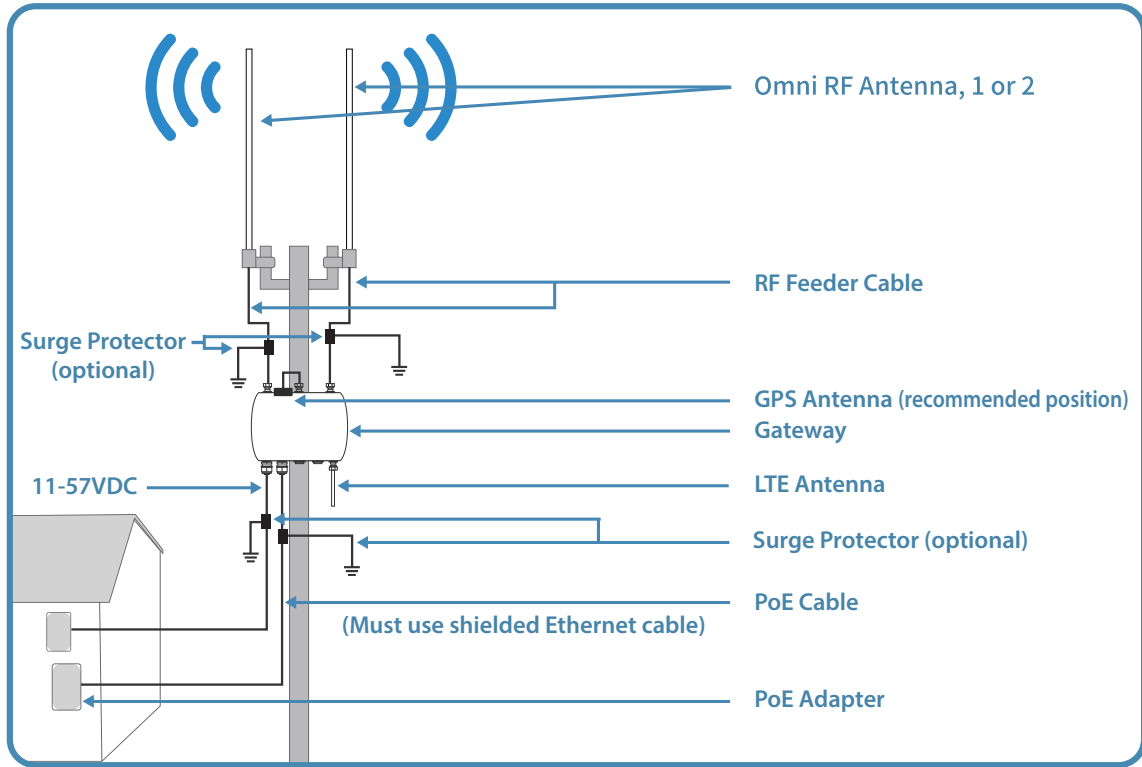 Omni RF Antenna, 1 or 2
RF Feeder Cable
Surge Protector
(optional)
GPS Antenna (recommended position)
Gateway
11-57VDC
LTE Antenna
Surge Protector (optional)
PoE Cable
(Must use shielded Ethernet cable)
PoE Adapter